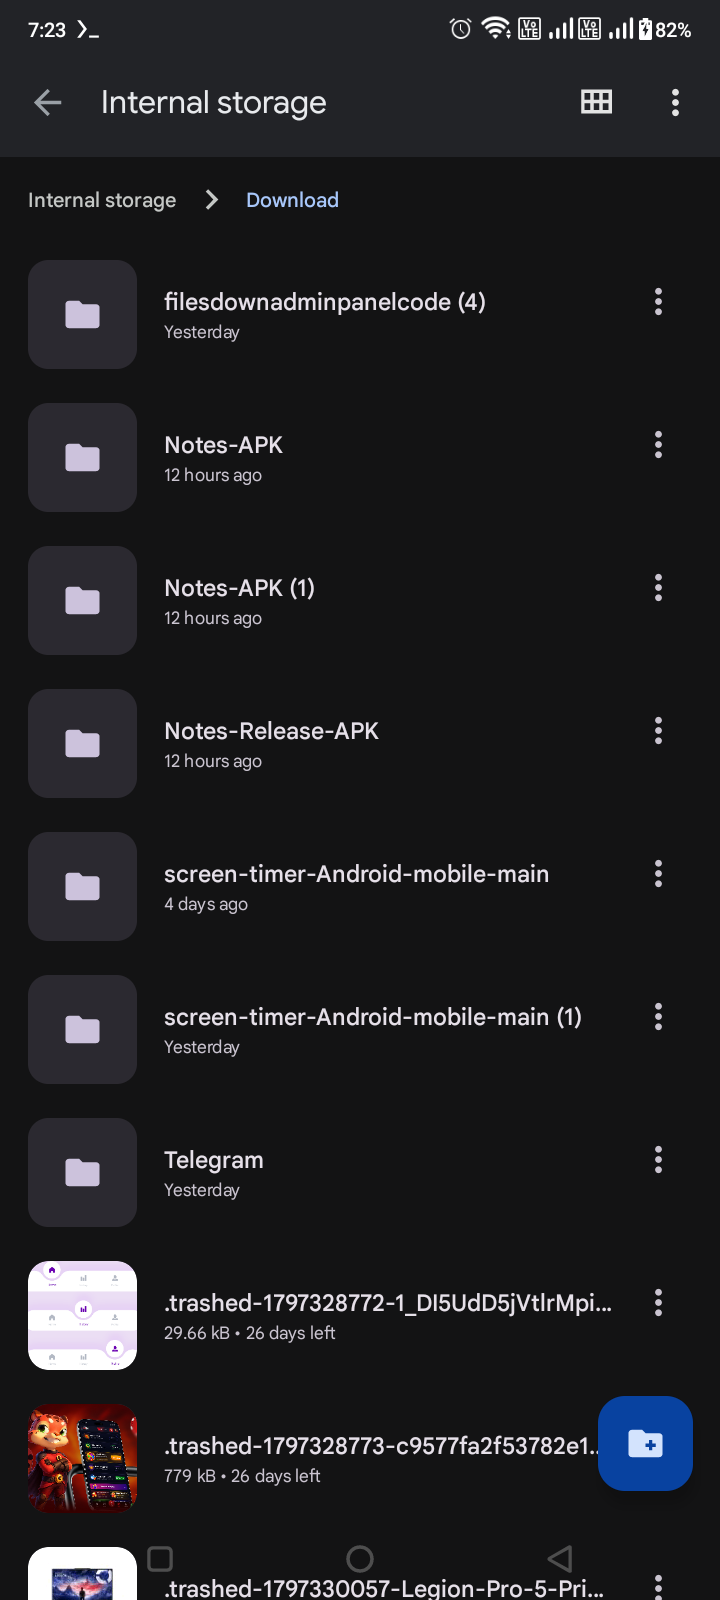 7:23
82%
Internal storage
Internal storage
Download
filesdownadminpanelcode (4)
Yesterday
Notes-APK
12 hours ago
Notes-APK (1)
12 hours ago
Notes-Release-APK
12 hours ago
screen-timer-Android-mobile-main
4 days ago
screen-timer-Android-mobile-main (1)
Yesterday
Telegram
Yesterday
.trashed-1797328772-1_DI5UdD5jVtlrMpi...
29.66 kB • 26 days left
.trashed-1797328773-c9577fa2f53782e1...
779 kB • 26 days left
.trashed-1797330057-Legion-Pro-5-Pri...